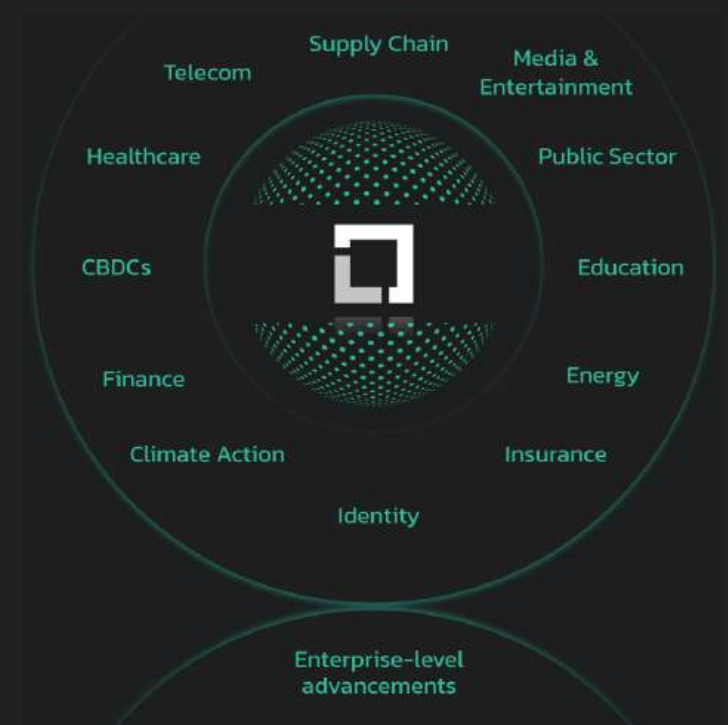 Supply Chain
Media &
Entertainment
Telecom
Healthcare
Public Sector
CBDCs
Education
Finance
Energy
Climate Action
Insurance
Identity
Enterprise-level
advancements